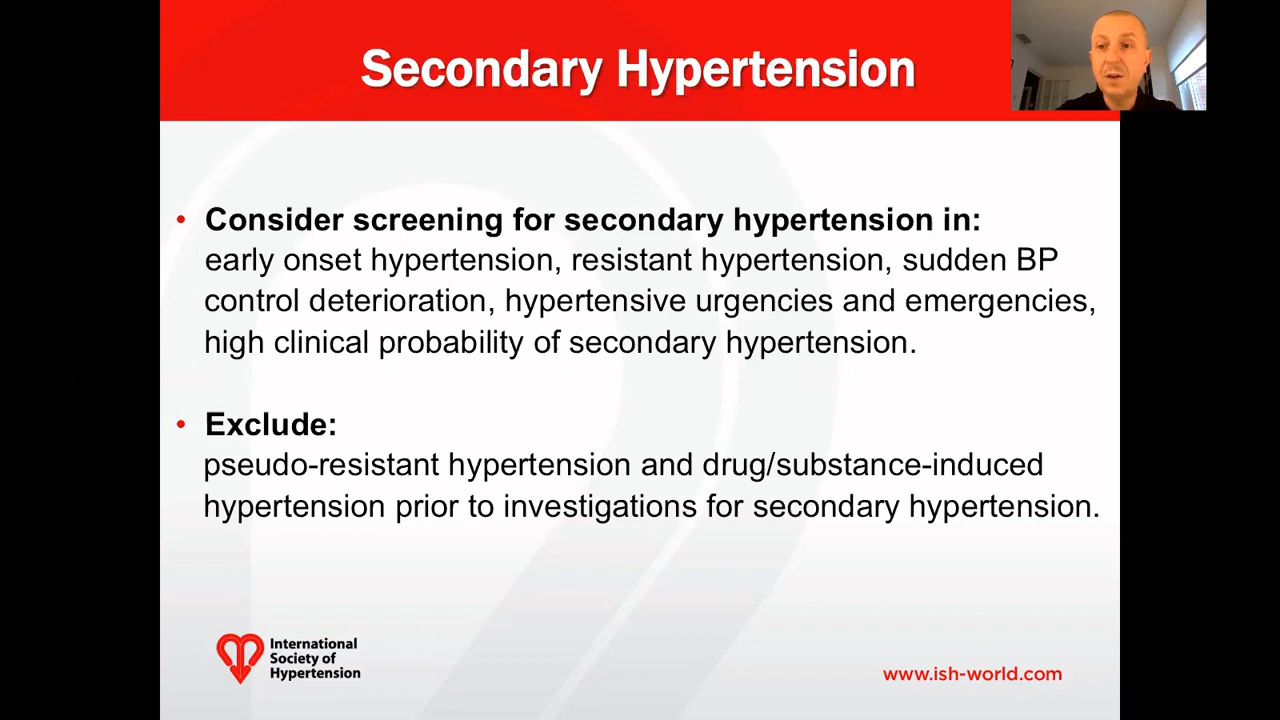 Secondary Hypertension
• Consider screening for secondary hypertension in:
early onset hypertension, resistant hypertension, sudden BP
control deterioration, hypertensive urgencies and emergencies,
high clinical probability of secondary hypertension.
• Exclude:
pseudo-resistant hypertension and drug/substance-induced
hypertension prior to investigations for secondary hypertension.
International
Society of
Hypertension
www.ish-world.com